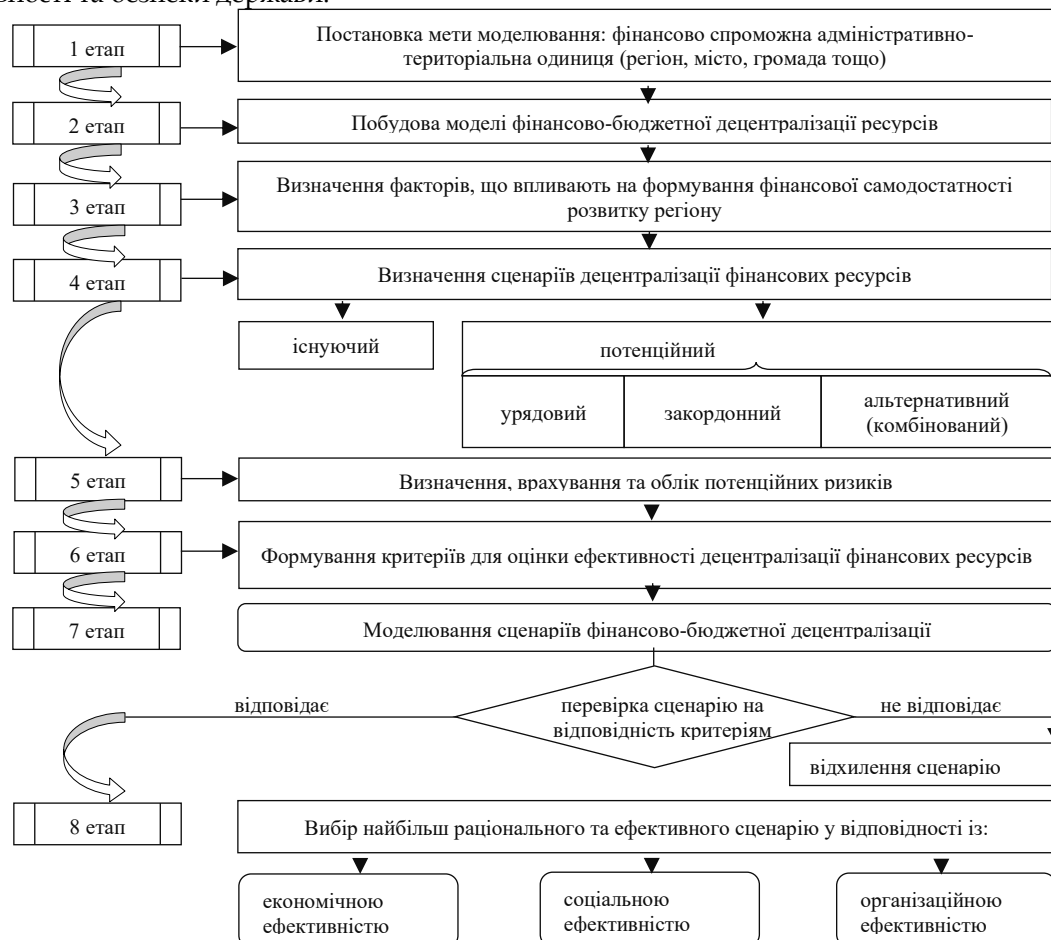 ності та безпеки держави.
1 етап
Постановка мети моделювання: фінансово спроможна адміністративно-
територіальна одиниця (регіон, місто, громада тощо)
2 етап
Побудова моделі фінансово-бюджетної децентралізації ресурсів
3 етап
Визначення факторів, що впливають на формування фінансової самодостатності
розвитку регіону
4 етап
Визначення сценаріїв децентралізації фінансових ресурсів
існуючий
потенційний
урядовий
закордонний
альтернативний
(комбінований)
5 етап
Визначення, врахування та облік потенційних ризиків
6 етап
Формування критеріїв для оцінки ефективності децентралізації фінансових ресурсів
7 етап
Моделювання сценаріїв фінансово-бюджетної децентралізації
відповідає
перевірка сценарію на
відповідність критеріям
не відповідає
відхилення сценарію
8 етап
Вибір найбільш раціонального та ефективного сценарію у відповідності із:
економічною
ефективністю
соціальною
ефективністю
організаційною
ефективністю